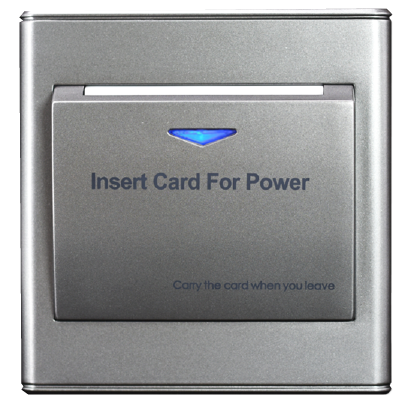 Insert Card For Power
Carry the card when you leave